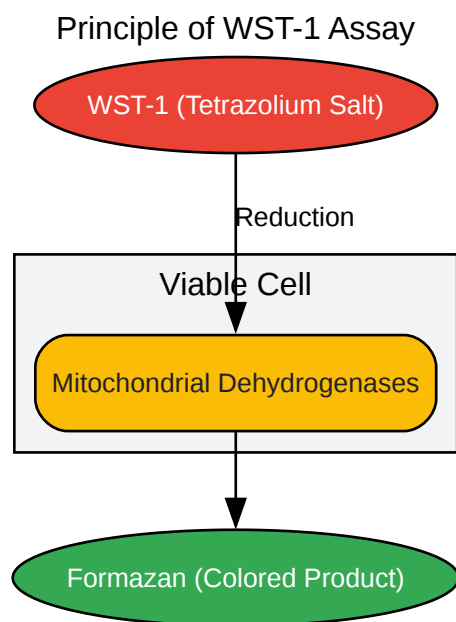 Principle of WST-1 Assay
WST-1 (Tetrazolium Salt)
Reduction
Viable Cell
Mitochondrial Dehydrogenases
Formazan (Colored Product)